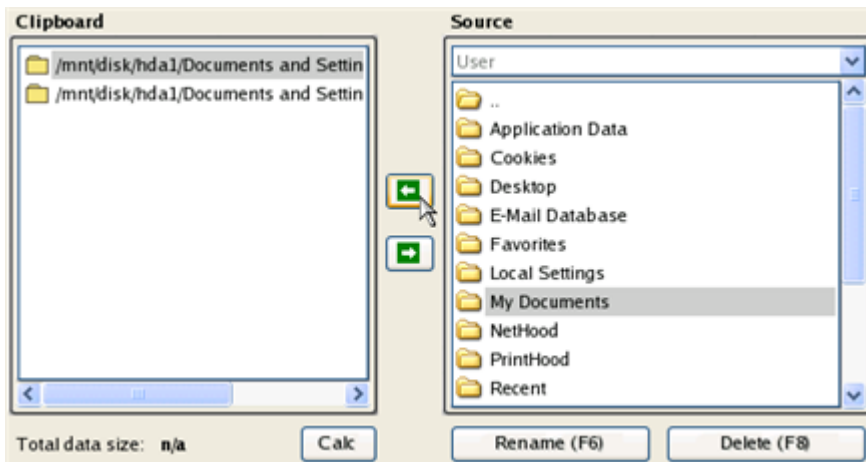 Clipboard
/mnt/disk/hda1/Documents and Settin
/mnt/disk/hda1/Documents and Settin
Total data size: n/a
Calc
Source
User
..
Application Data
Cookies
Desktop
E-Mail Database
Favorites
Local Settings
My Documents
NetHood
PrintHood
Recent
Rename (F6)
Delete (F8)